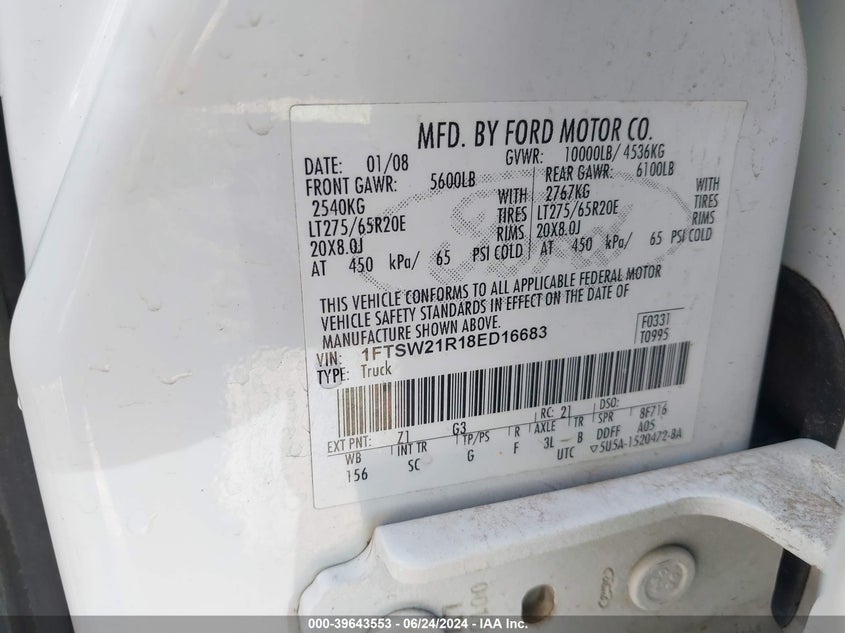 MFD. BY FORD MOTOR CO.
DATE: 01/08 GVWR: 10000LB/ 4536KG
FRONT GAWR: 5600LB REAR GAWR: 6100LB
2540KG WITH 2767KG WITH
LT275/65R20E TIRES LT275/65R20E TIRES
20X8.0J RIMS 20X8.0J RIMS
AT 450 kPa/ 65 PSI COLD AT 450 kPa/ 65 PSI COLD
THIS VEHICLE CONFORMS TO ALL APPLICABLE FEDERAL MOTOR
VEHICLE SAFETY STANDARDS IN EFFECT ON THE DATE OF
MANUFACTURE SHOWN ABOVE.
F0331
VIN: 1FTSW21R18ED16683 T0995
TYPE: Truck
EXT PNT: Z1 G3 RC: 21 DSO:
WB INT TR TP/PS R AXLE TR SPR 8F716
156 SC G F 3L B DDFF A05
UTC ▽5U5A-1520472-BA
000-39643553 - 06/24/2024 - IAA Inc.